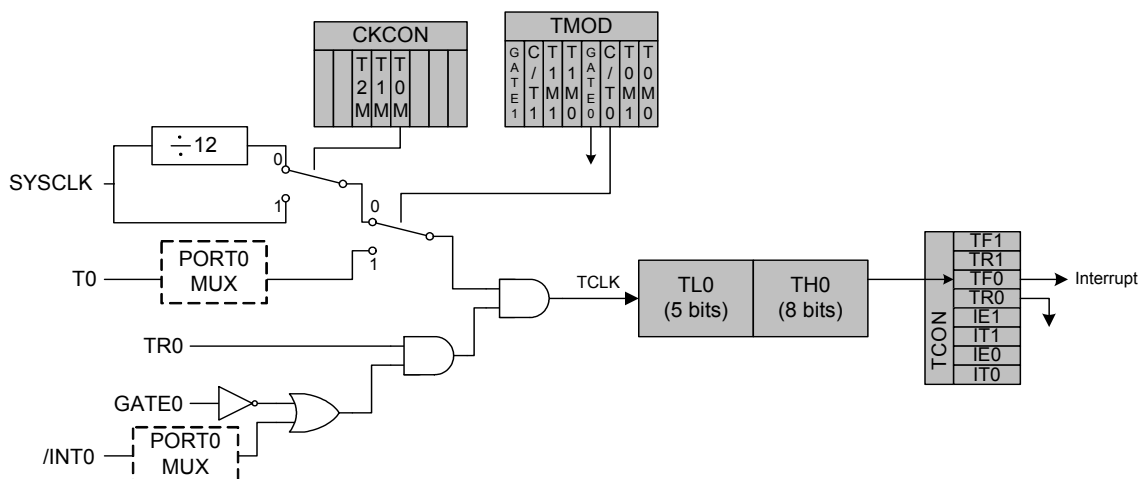 CKCON
T2M
T1M
T0M
TMOD
GATE1
C/T1
T1M1
T1M0
GATE0
C/T0
T0M1
T0M0
÷12
SYSCLK
0
1
0
1
T0
PORT0
MUX
TCLK
TL0
(5 bits)
TH0
(8 bits)
TCON
TF1
TR1
TF0
TR0
IE1
IT1
IE0
IT0
Interrupt
TR0
GATE0
/INT0
PORT0
MUX